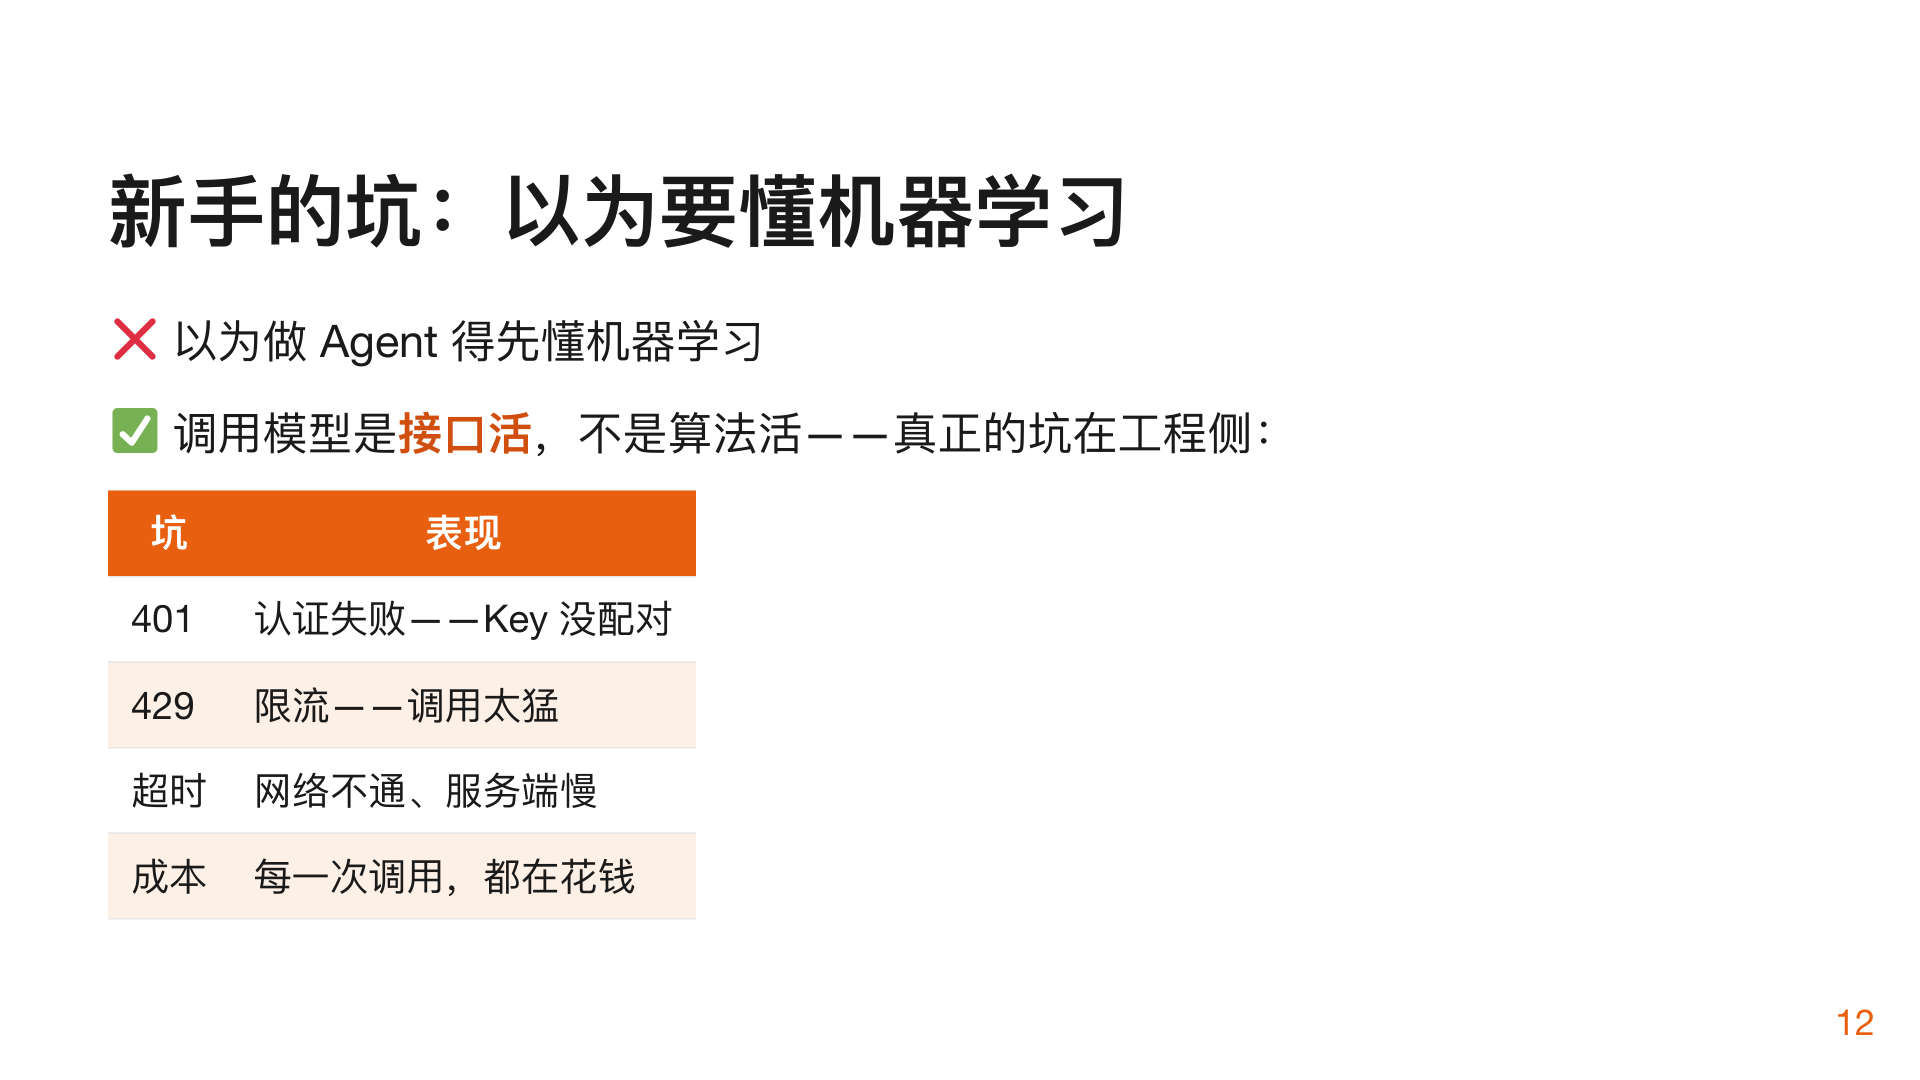 新手的坑：以为要懂机器学习
❌ 以为做 Agent 得先懂机器学习
✅ 调用模型是接口活，不是算法活——真正的坑在工程侧：
坑 表现
401 认证失败——Key 没配对
429 限流——调用太猛
超时 网络不通、服务端慢
成本 每一次调用，都在花钱
12